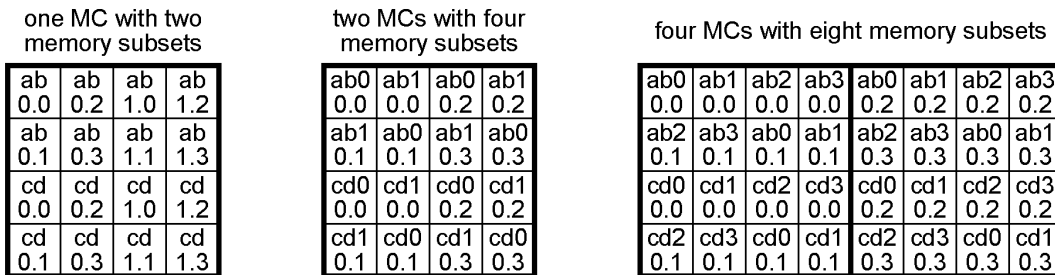 one MC with two
memory subsets
ab ab ab ab
0.0 0.2 1.0 1.2
ab ab ab ab
0.1 0.3 1.1 1.3
cd cd cd cd
0.0 0.2 1.0 1.2
cd cd cd cd
0.1 0.3 1.1 1.3
two MCs with four
memory subsets
ab0 ab1 ab0 ab1
0.0 0.0 0.2 0.2
ab1 ab0 ab1 ab0
0.1 0.1 0.3 0.3
cd0 cd1 cd0 cd1
0.0 0.0 0.2 0.2
cd1 cd0 cd1 cd0
0.1 0.1 0.3 0.3
four MCs with eight memory subsets
ab0 ab1 ab2 ab3 ab0 ab1 ab2 ab3
0.0 0.0 0.0 0.0 0.2 0.2 0.2 0.2
ab2 ab3 ab0 ab1 ab2 ab3 ab0 ab1
0.1 0.1 0.1 0.1 0.3 0.3 0.3 0.3
cd0 cd1 cd2 cd3 cd0 cd1 cd2 cd3
0.0 0.0 0.0 0.0 0.2 0.2 0.2 0.2
cd2 cd3 cd0 cd1 cd2 cd3 cd0 cd1
0.1 0.1 0.1 0.1 0.3 0.3 0.3 0.3